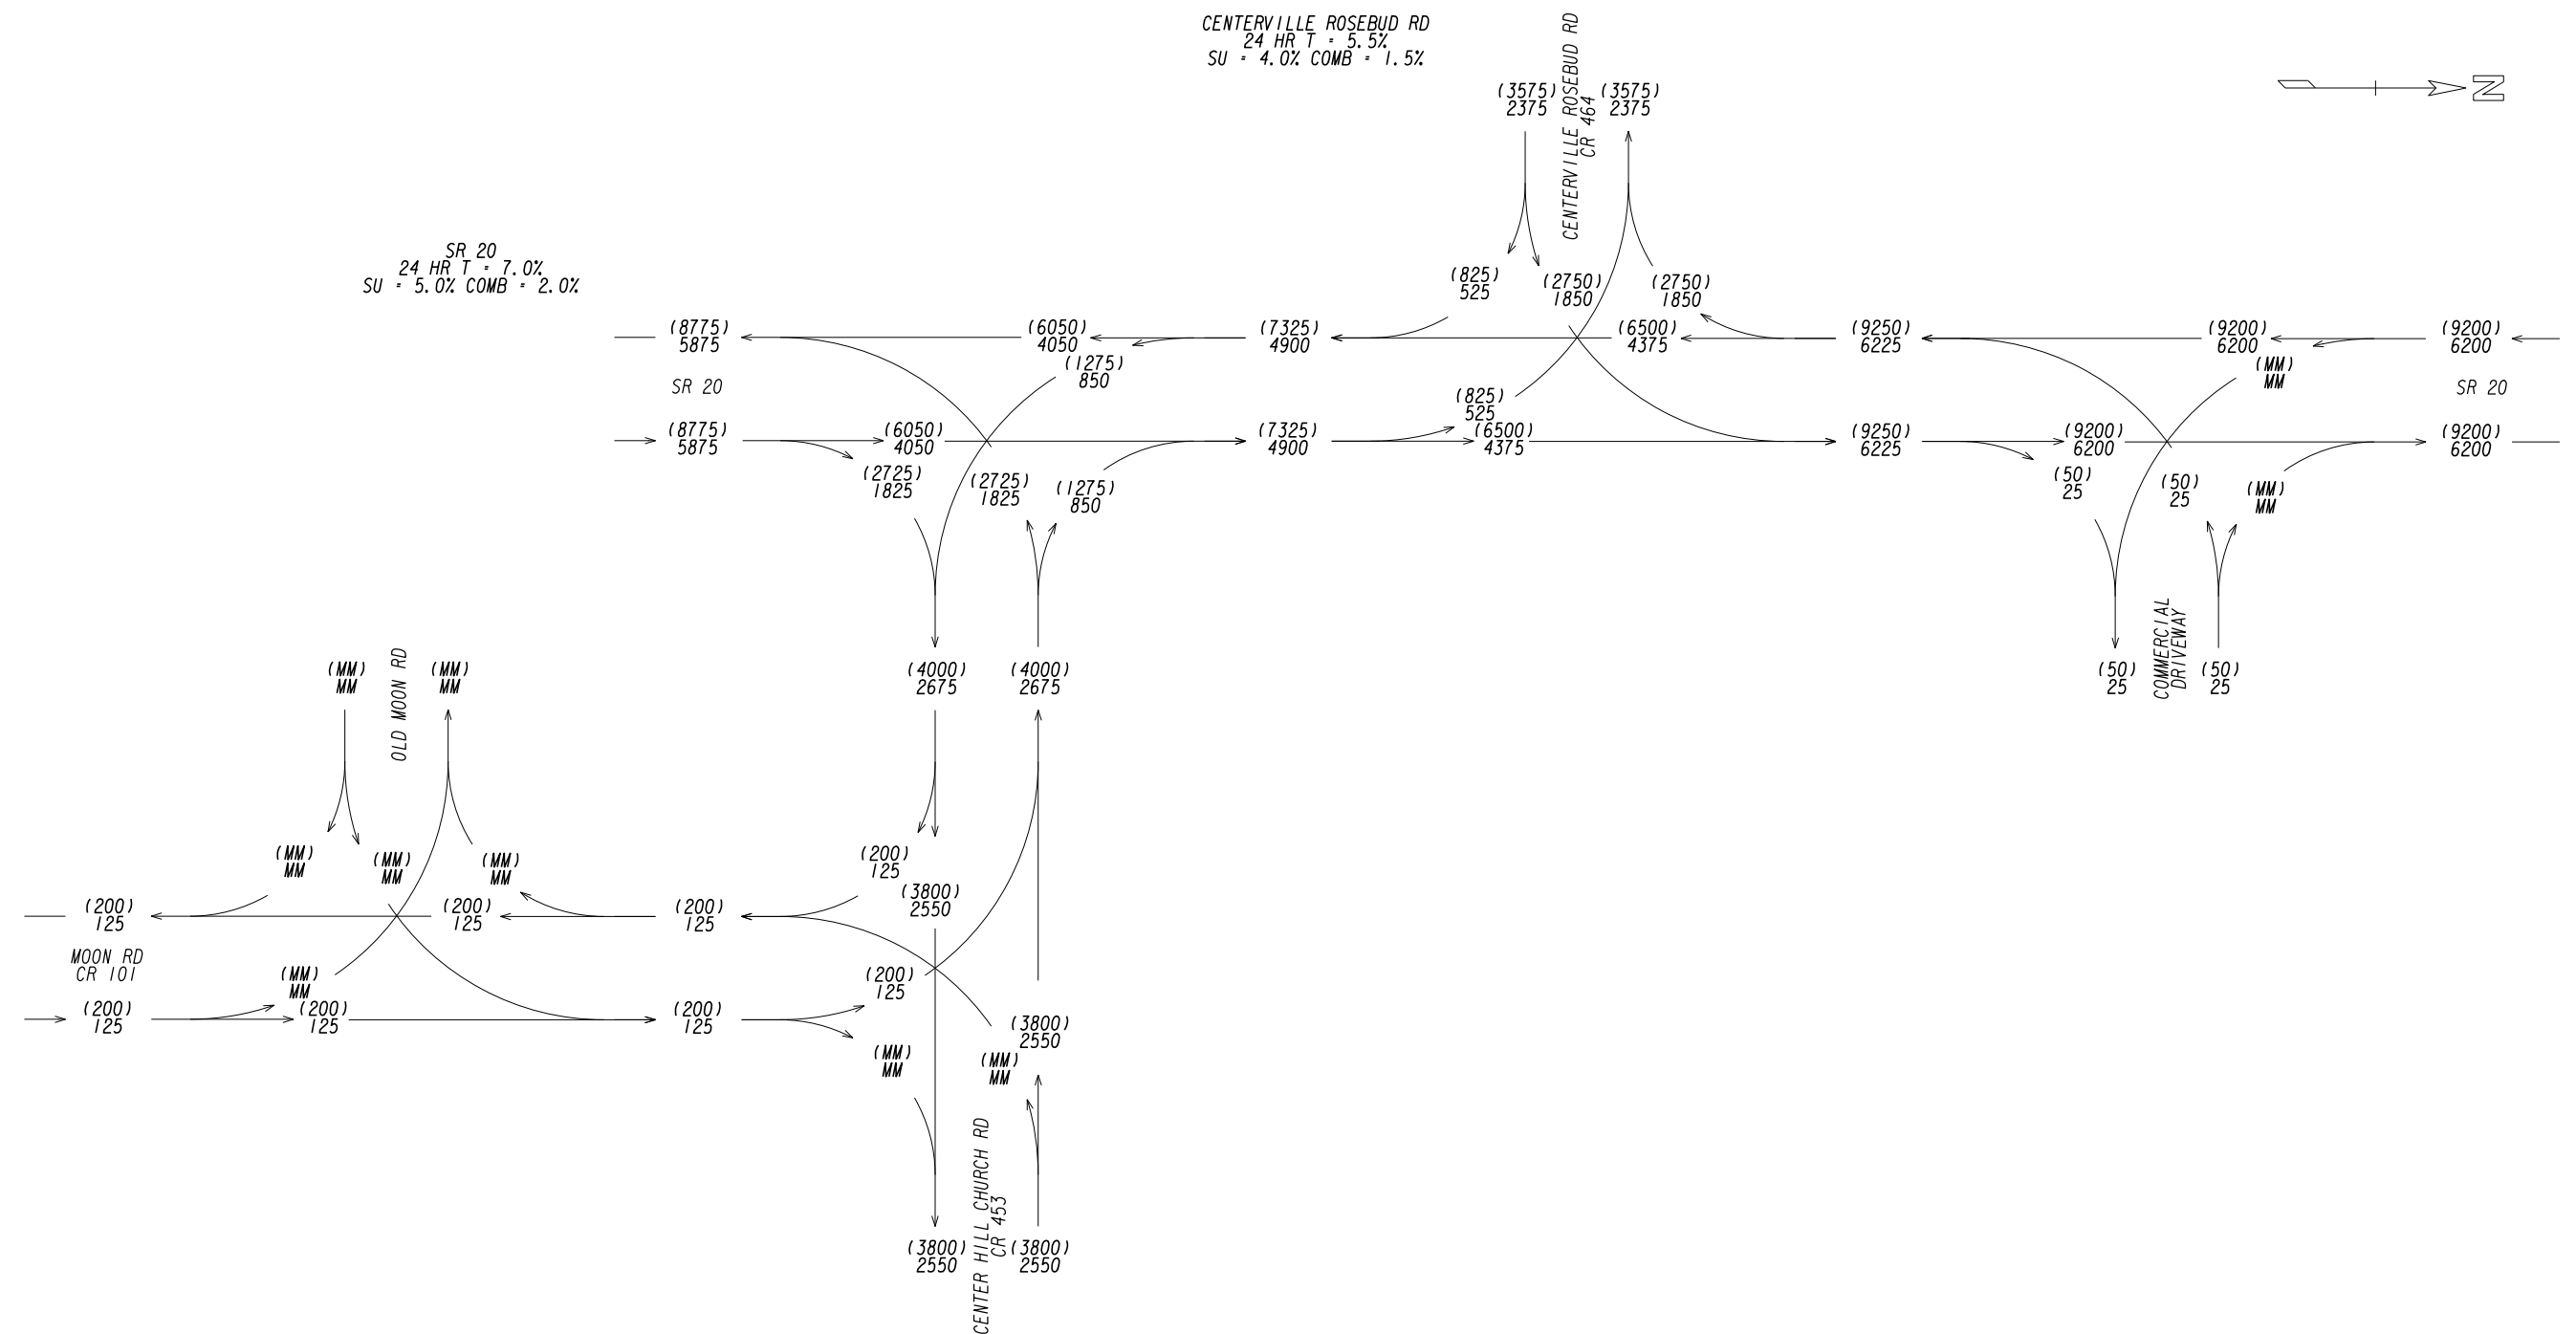 CENTERVILLE ROSEBUD RD
24 HR T = 5.5%
SU = 4.0% COMB = 1.5%
CENTERVILLE ROSEBUD RD
CR 464
N
(3575)
2375
(3575)
2375
SR 20
24 HR T = 7.0%
SU = 5.0% COMB = 2.0%
(825)
525
(2750)
1850
(2750)
1850
(8775)
5875
(6050)
4050
(7325)
4900
(6500)
4375
(9250)
6225
(9200)
6200
(9200)
6200
(1275)
850
(MM)
MM
SR 20
SR 20
(825)
525
(8775)
5875
(6050)
4050
(7325)
4900
(6500)
4375
(9250)
6225
(9200)
6200
(9200)
6200
(2725)
1825
(2725)
1825
(1275)
850
(50)
25
(50)
25
(MM)
MM
(4000)
2675
(4000)
2675
(50)
25
COMMERCIAL
DRIVEWAY
(50)
25
(MM)
MM
OLD MOON RD
(MM)
MM
(MM)
MM
(MM)
MM
(MM)
MM
(200)
125
(3800)
2550
(200)
125
(200)
125
(200)
125
MOON RD
CR 101
(MM)
MM
(200)
125
(200)
125
(200)
125
(200)
125
(3800)
2550
(MM)
MM
(MM)
MM
CENTER HILL CHURCH RD
CR 453
(3800)
2550
(3800)
2550